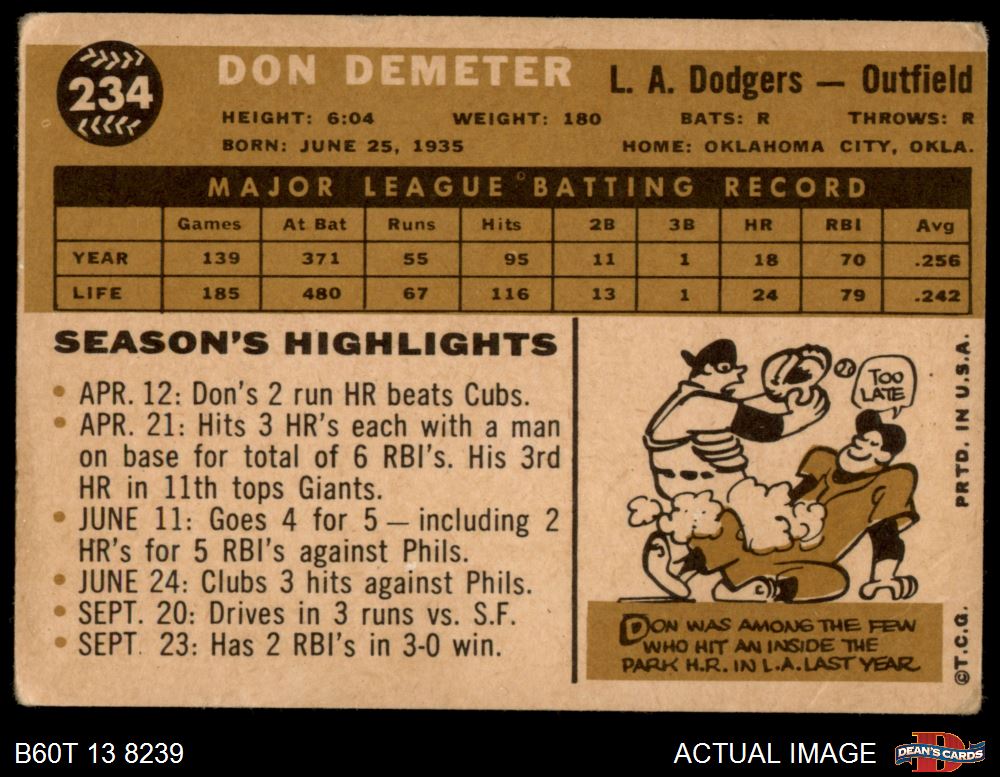 234
DON DEMETER
L. A. Dodgers — Outfield
HEIGHT: 6:04 WEIGHT: 180 BATS: R THROWS: R
BORN: JUNE 25, 1935 HOME: OKLAHOMA CITY, OKLA.
MAJOR LEAGUE BATTING RECORD
Games At Bat Runs Hits 2B 3B HR RBI Avg
YEAR 139 371 55 95 11 1 18 70 .256
LIFE 185 480 67 116 13 1 24 79 .242
SEASON'S HIGHLIGHTS
• APR. 12: Don's 2 run HR beats Cubs.
• APR. 21: Hits 3 HR's each with a man
on base for total of 6 RBI's. His 3rd
HR in 11th tops Giants.
• JUNE 11: Goes 4 for 5 — including 2
HR's for 5 RBI's against Phils.
• JUNE 24: Clubs 3 hits against Phils.
• SEPT. 20: Drives in 3 runs vs. S.F.
• SEPT. 23: Has 2 RBI's in 3-0 win.
TOO
LATE
DON WAS AMONG THE FEW
WHO HIT AN INSIDE THE
PARK H.R. IN L.A. LAST YEAR.
PRTD. IN U.S.A.
©T.C.G.
B60T 13 8239
ACTUAL IMAGE
D
DEAN'S CARDS